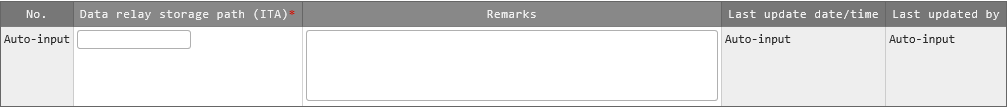 No. Data relay storage path (ITA)* Remarks Last update date/time Last updated by
Auto-input Auto-input Auto-input